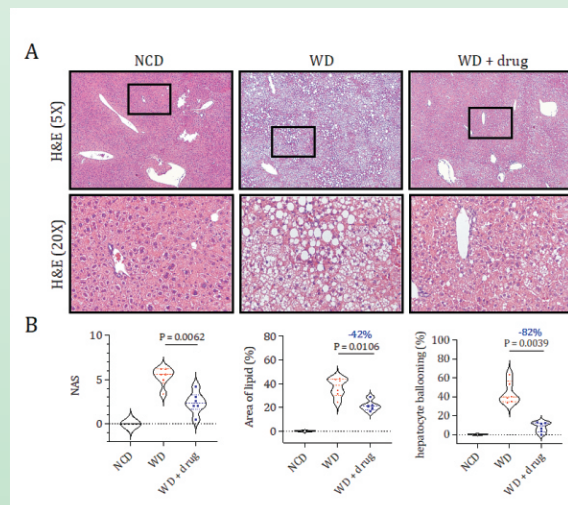 A
NCD
WD
WD + drug
H&E (5X)
H&E (20X)
B
P = 0.0062
NAS
10
5
0
NCD
WD
WD + drug
-42%
P = 0.0106
Area of lipid (%)
80
60
40
20
0
NCD
WD
WD + drug
-82%
P = 0.0039
hepatocyte ballooning (%)
100
80
60
40
20
0
NCD
WD
WD + drug